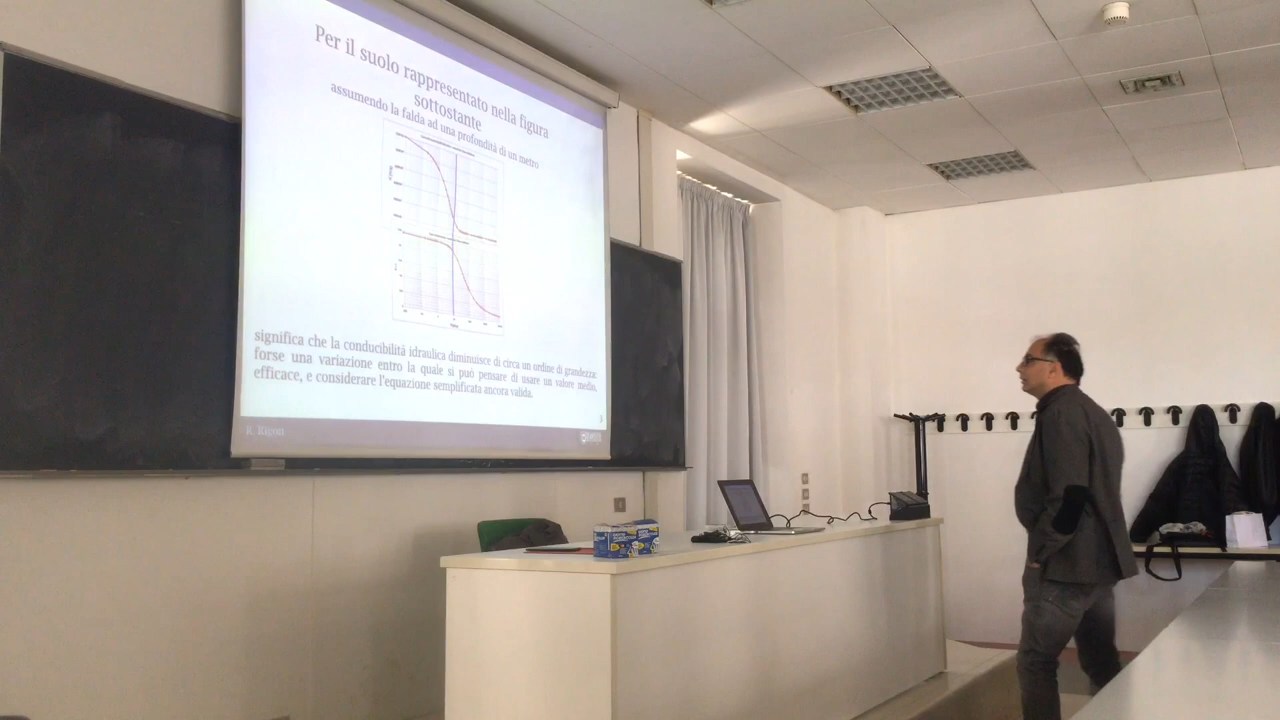 Per il suolo rappresentato nella figura
sottostante
assumendo la falda ad una profondità di un metro
significa che la conducibilità idraulica diminuisce di circa un ordine di grandezza:
forse una variazione entro la quale si può pensare di usare un valore medio,
efficace, e considerare l'equazione semplificata ancora valida.